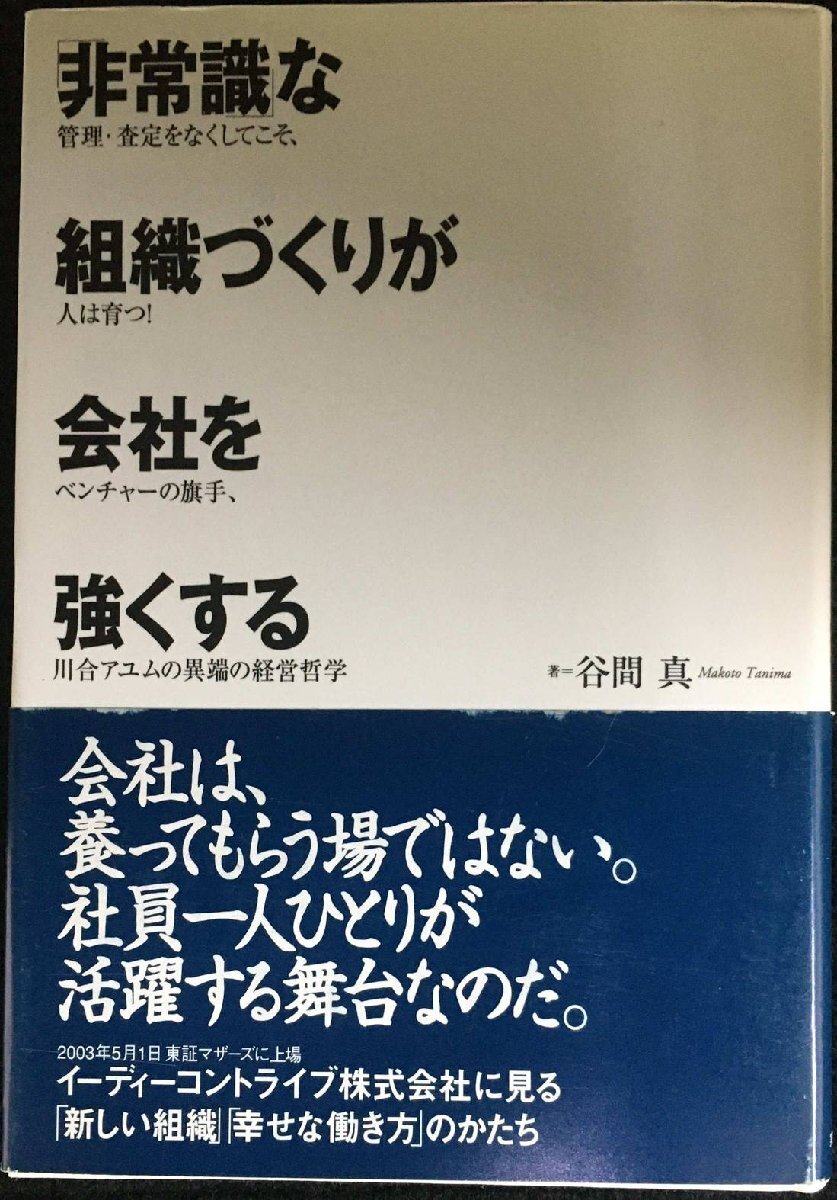 「非常識」な
管理・査定をなくしてこそ、
組織づくりが
人は育つ!
会社を
ベンチャーの旗手、
強くする
川合アユムの異端の経営哲学
著=谷間 真 Makoto Tanima
会社は、
養ってもらう場ではない。
社員一人ひとりが
活躍する舞台なのだ。
2003年5月1日 東証マザーズに上場
イーディーコントライブ株式会社に見る
「新しい組織」「幸せな働き方」のかたち